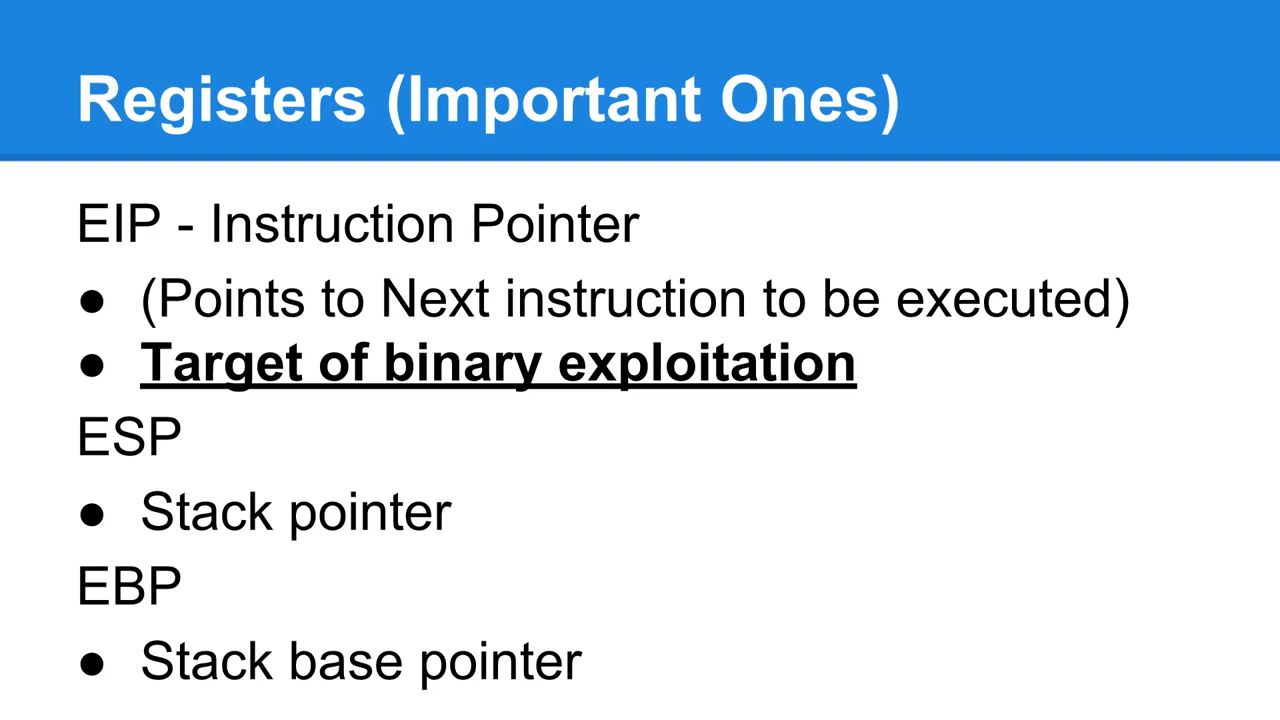 Registers (Important Ones)
EIP - Instruction Pointer
● (Points to Next instruction to be executed)
● Target of binary exploitation
ESP
● Stack pointer
EBP
● Stack base pointer